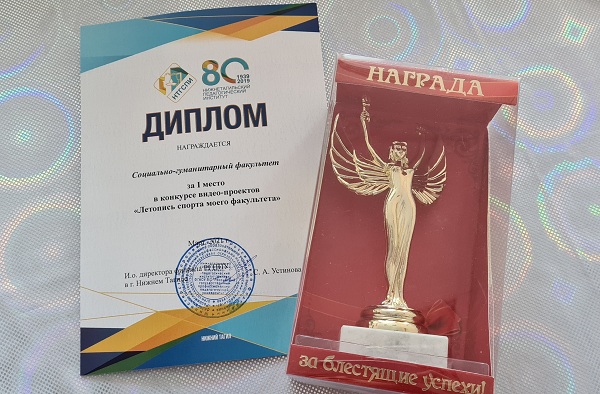 НТГСПИ
80
1939
2019
НИЖНЕТАГИЛЬСКИЙ
ПЕДАГОГИЧЕСКИЙ
ИНСТИТУТ
ДИПЛОМ
НАГРАЖДАЕТСЯ
Социально-гуманитарный факультет
за I место
в конкурсе видео-проектов
«Летопись спорта моего факультета»
И.о. директора
С. А. Устинова
в г. Нижнем
НИЖНИЙ ТАГИЛ
НАГРАДА
за блестящие успехи!